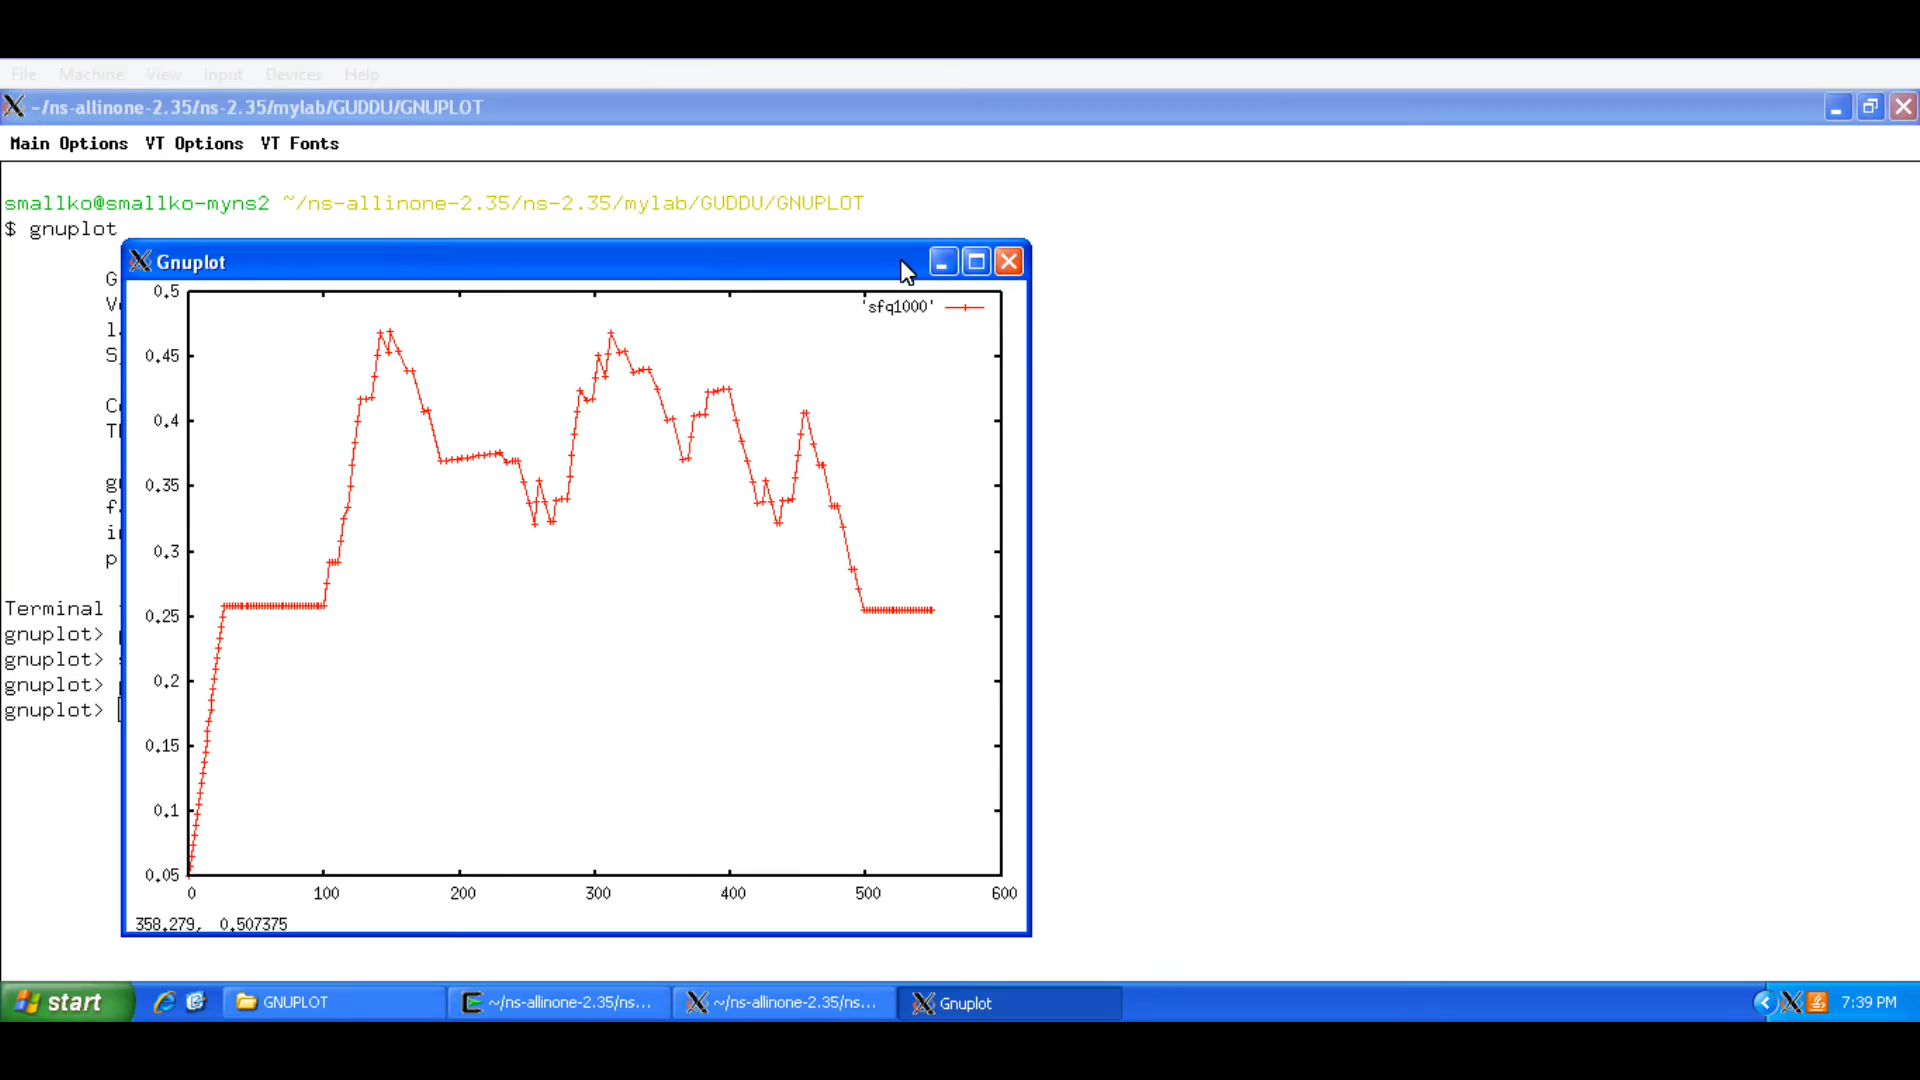 File Machine View Input Devices Help
~/ns-allinone-2.35/ns-2.35/mylab/GUDDU/GNUPLOT
Main Options VT Options VT Fonts
smallko@smallko-myns2 ~/ns-allinone-2.35/ns-2.35/mylab/GUDDU/GNUPLOT
$ gnuplot
Gnuplot
'sfq1000'
0.5
0.45
0.4
0.35
0.3
0.25
0.2
0.15
0.1
0.05
0 100 200 300 400 500 600
358.279, 0.507375
Terminal
gnuplot>
gnuplot>
gnuplot>
gnuplot>
start
GNUPLOT
~/ns-allinone-2.35/ns...
~/ns-allinone-2.35/ns...
Gnuplot
7:39 PM